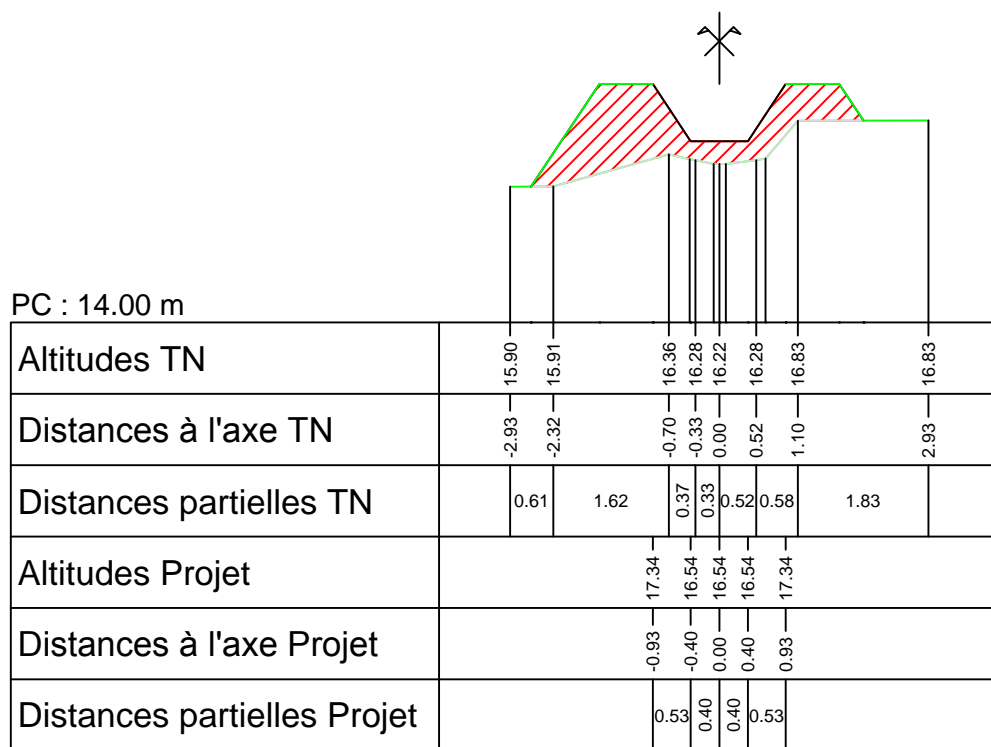 PC : 14.00 m
Altitudes TN 15.90 15.91 16.36 16.28 16.22 16.28 16.83 16.83
Distances à l'axe TN -2.93 -2.32 -0.70 -0.33 0.00 0.52 1.10 2.93
Distances partielles TN 0.61 1.62 0.37 0.33 0.52 0.58 1.83
Altitudes Projet 17.34 16.54 16.54 16.54 17.34
Distances à l'axe Projet -0.93 -0.40 0.00 0.40 0.93
Distances partielles Projet 0.53 0.40 0.40 0.53